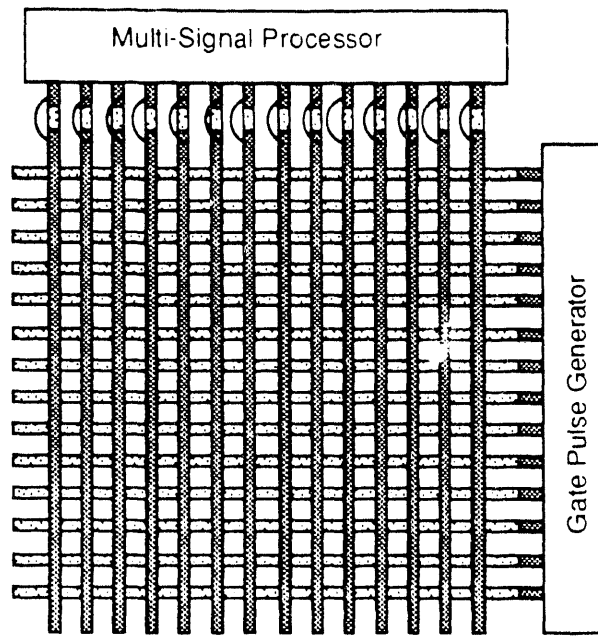 Multi-Signal Processor
Gate Pulse Generator